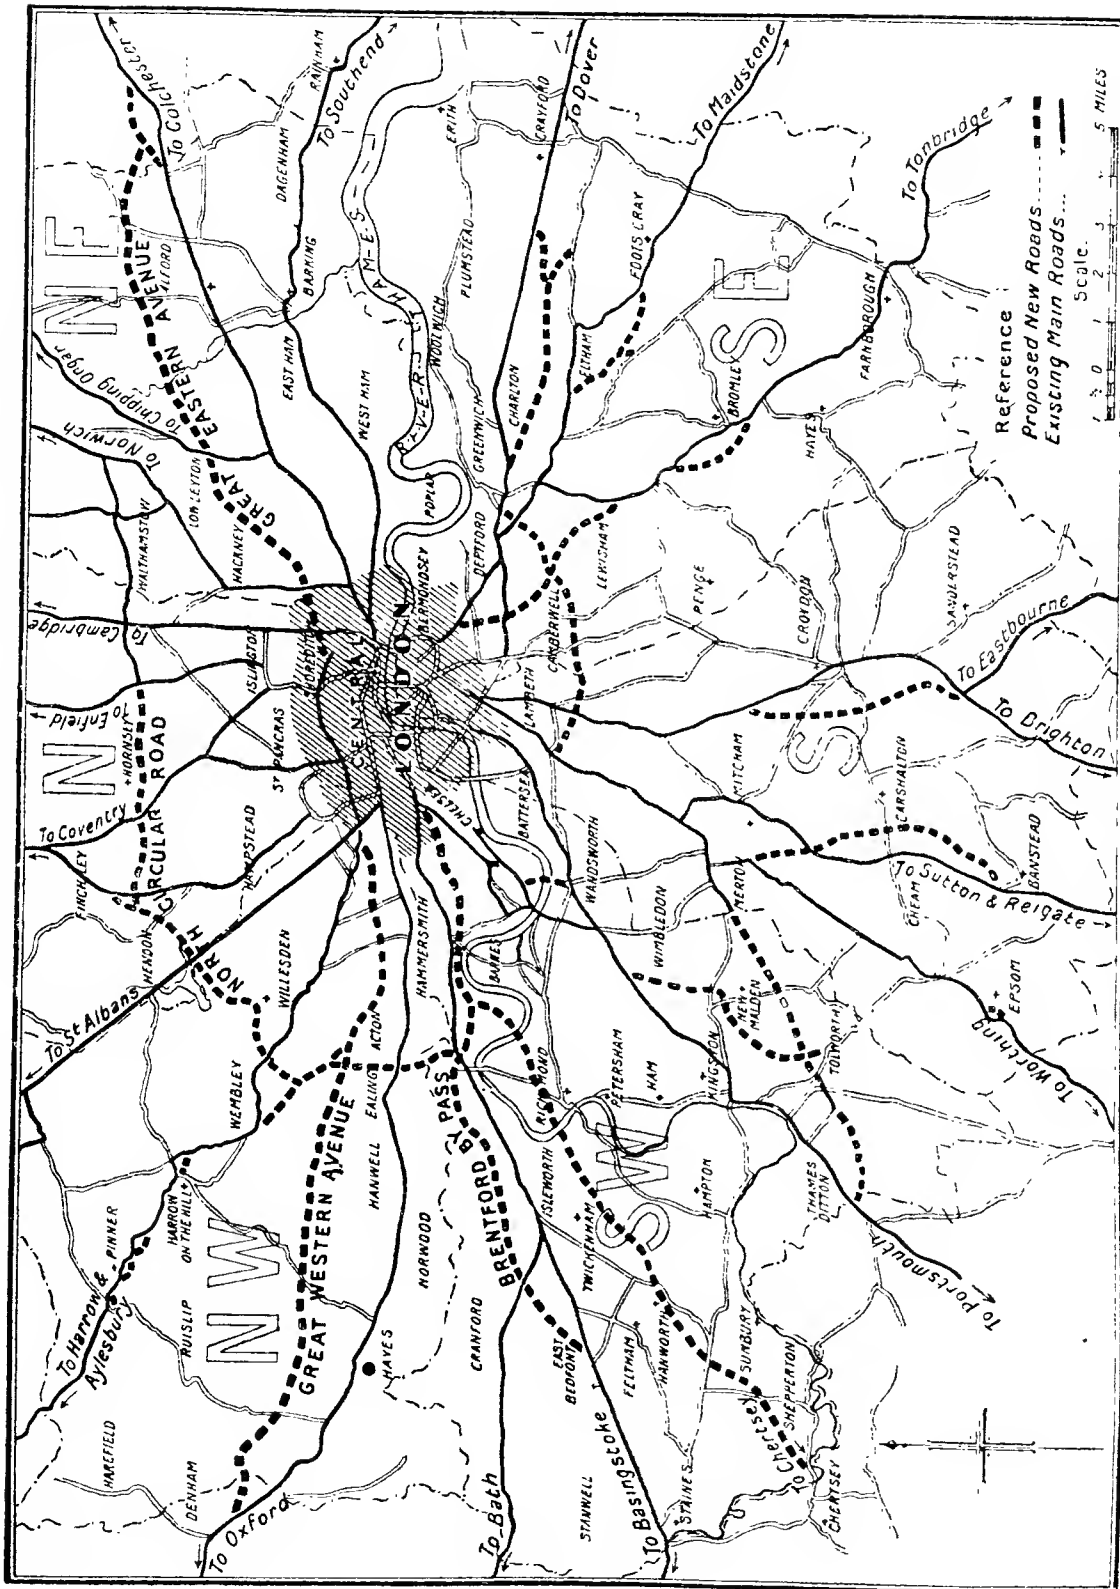 To Colchester
To Southend
To Dover
To Maidstone
To Tonbridge
To Eastbourne
To Brighton
To Sutton & Reigate
To Worthing
To Portsmouth
To Chertsey
To Basingstoke
To Bath
To Oxford
To Harrow &
Aylesbury
To St Albans
To Coventry
To Enfield
To Cambridge
To Norwich
To Chipping Ongar
To Colchester
N W
N
N E
S W
S
S E
HAREFIELD
DENHAM
RUISLIP
PINNER
HARROW
ON THE HILL
WEMBLEY
HENDON
FINCHLEY
HORNSEY
NORTH CIRCULAR ROAD
WILLESDEN
HAMPSTEAD
ST PANCRAS
ISLINGTON
WALTHAMSTOW
LOW LEYTON
HACKNEY
GREAT EASTERN AVENUE
ILFORD
BARKING
DAGENHAM
RAINHAM
EAST HAM
WEST HAM
GREAT WESTERN AVENUE
HAYES
HANWELL
EALING
ACTON
NORWOOD
CRANFORD
BRENTFORD BY PASS
HAMMERSMITH
CHELSEA
CENTRAL
LONDON
BERMONDSEY
POPLAR
RIVER THAMES
WOOLWICH
PLUMSTEAD
ERITH
CRAYFORD
STANWELL
EAST
BEDFONT
FELTHAM
HANWORTH
TWICKENHAM
ISLEWORTH
RICHMOND
BARNES
BATTERSEA
WANDSWORTH
LAMBETH
CAMBERWELL
DEPTFORD
GREENWICH
CHARLTON
ELTHAM
FOOTS CRAY
LEWISHAM
STAINES
SUNBURY
SHEPPERTON
CHERTSEY
HAMPTON
PETERSHAM
HAM
KINGSTON
WIMBLEDON
NEW
MALDEN
MERTON
MITCHAM
PENGE
BROMLEY
THAMES
DITTON
TOLWORTH
CHEAM
CARSHALTON
CROYDON
HAYES
FARNBOROUGH
EPSOM
BANSTEAD
SANDERSTEAD
Reference
Proposed New Roads
Existing Main Roads
Scale
0 1 2 3 5 MILES